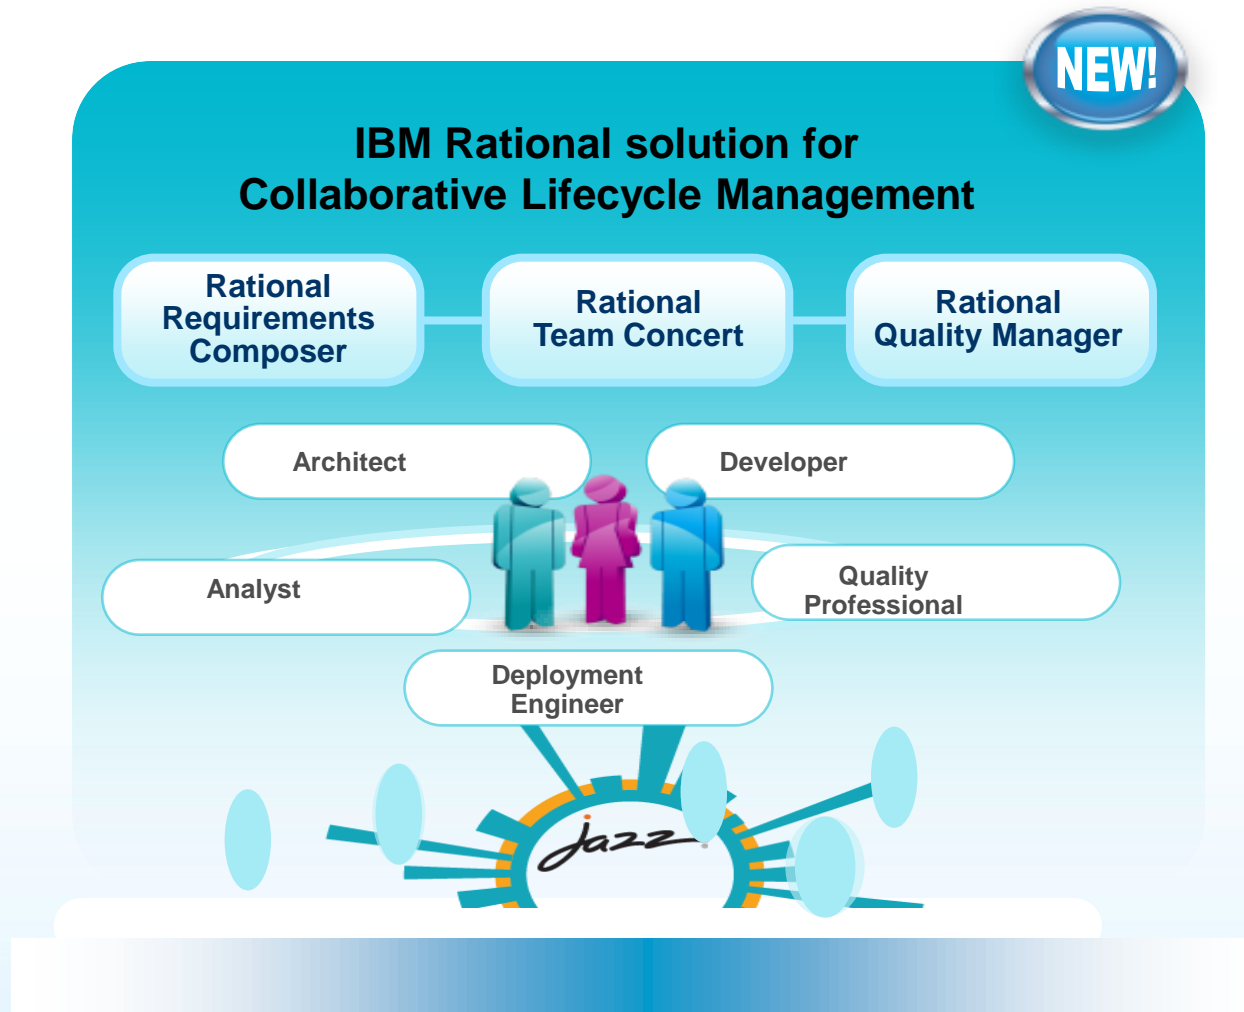 NEW!
IBM Rational solution for
Collaborative Lifecycle Management
Rational
Requirements
Composer
Rational
Team Concert
Rational
Quality Manager
Architect
Developer
Analyst
Quality
Professional
Deployment
Engineer
jazz